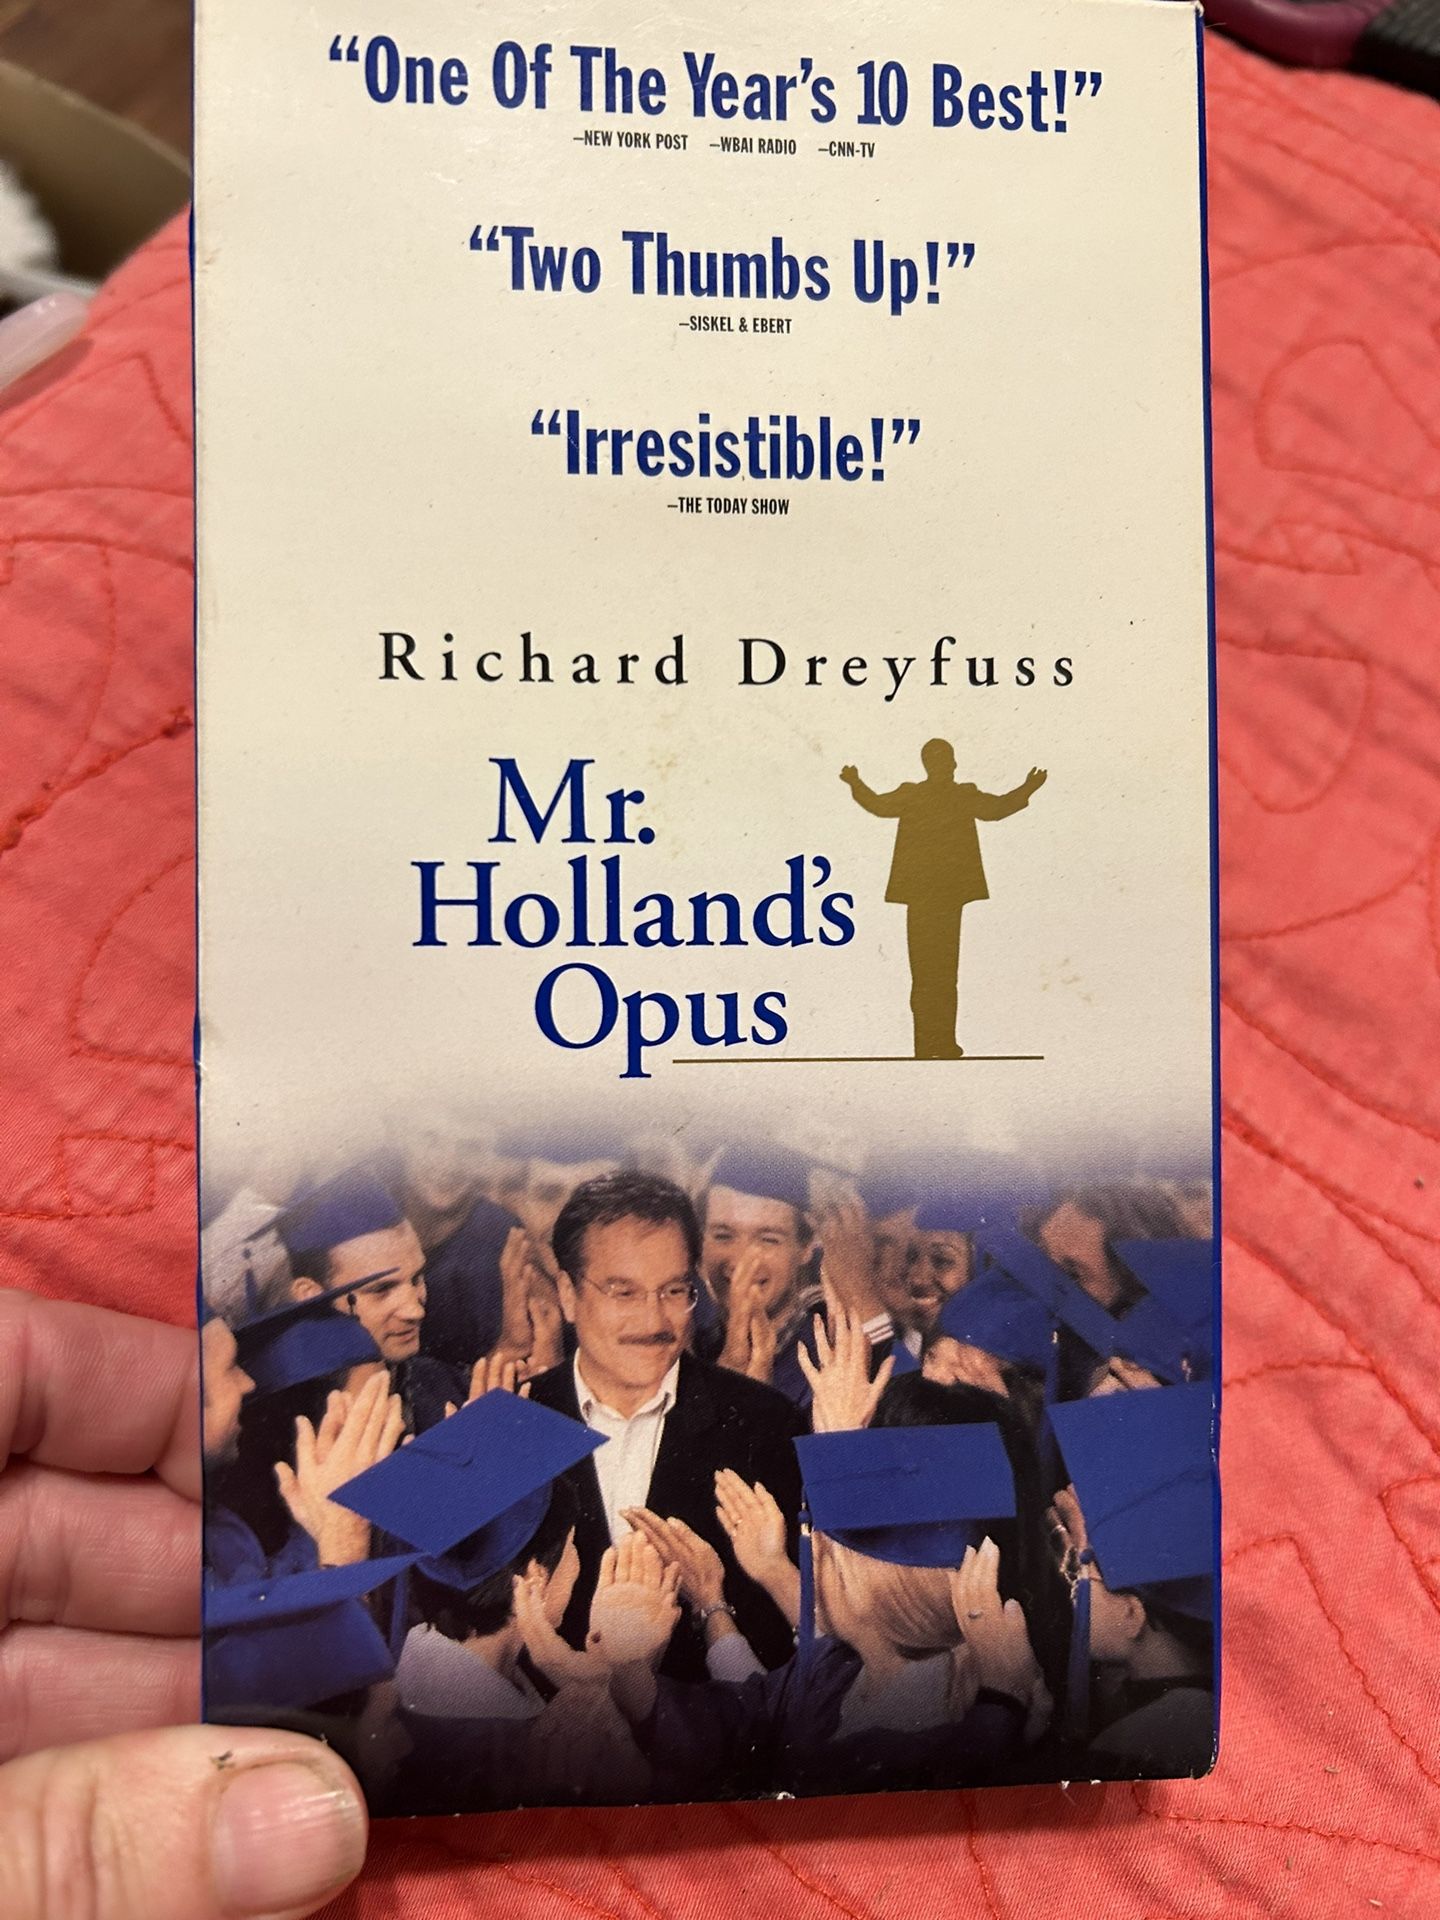 “One Of The Year’s 10 Best!”
–NEW YORK POST –WBAI RADIO –CNN-TV
“Two Thumbs Up!”
–SISKEL & EBERT
“Irresistible!”
–THE TODAY SHOW
Richard Dreyfuss
Mr.
Holland’s
Opus